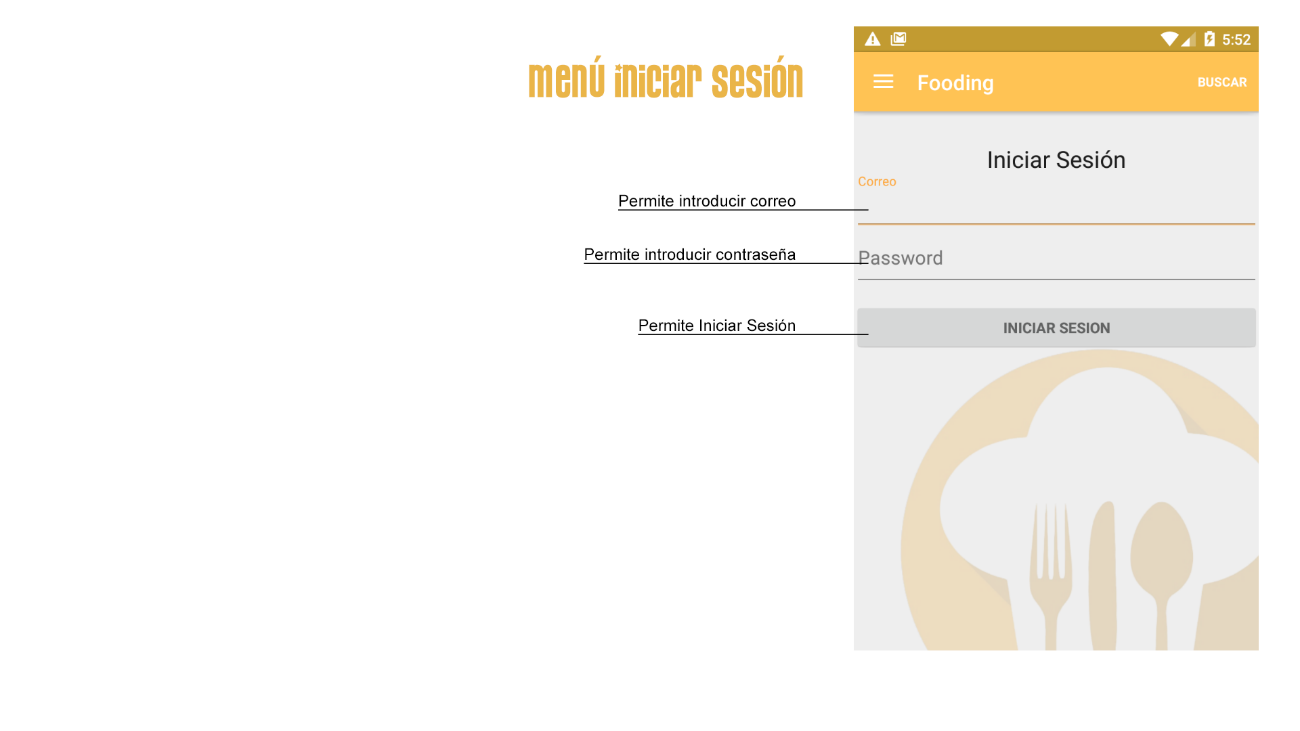 menú iniciar sesión
5:52
Fooding
BUSCAR
Iniciar Sesión
Correo
Permite introducir correo
Permite introducir contraseña
Password
Permite Iniciar Sesión
INICIAR SESION